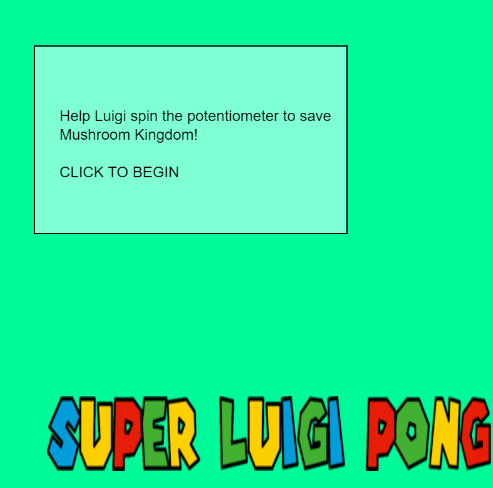 Help Luigi spin the potentiometer to save
Mushroom Kingdom!
CLICK TO BEGIN
SUPER LUIGI PONG